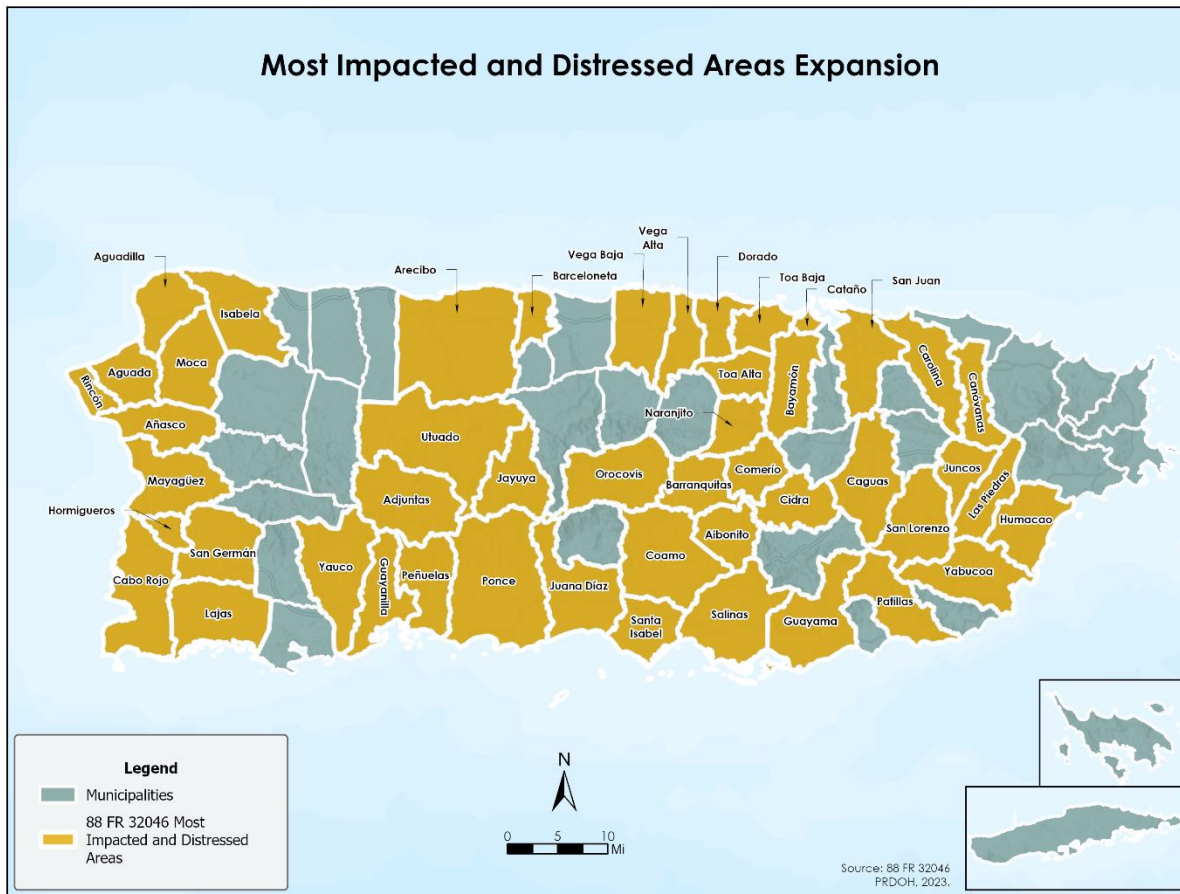 Most Impacted and Distressed Areas Expansion
Vega
Alta
Aguadilla
Vega Baja
Dorado
Arecibo
Barceloneta
Toa Baja
San Juan
Cataño
Isabela
Moca
Aguada
Rincón
Añasco
Toa Alta
Bayamón
Carolina
Canóvanas
Naranjito
Utuado
Mayagüez
Jayuya
Orocovis
Barranquitas
Comerío
Juncos
Las Piedras
Adjuntas
Cidra
Caguas
Hormigueros
San Germán
San Lorenzo
Humacao
Aibonito
Coamo
Yauco
Guayanilla
Peñuelas
Ponce
Juana Díaz
Cabo Rojo
Lajas
Yabucoa
Patillas
Santa
Isabel
Salinas
Guayama
Legend
Municipalities
88 FR 32046 Most
Impacted and Distressed
Areas
N
0 5 10
Mi
Source: 88 FR 32046
PRDOH, 2023.